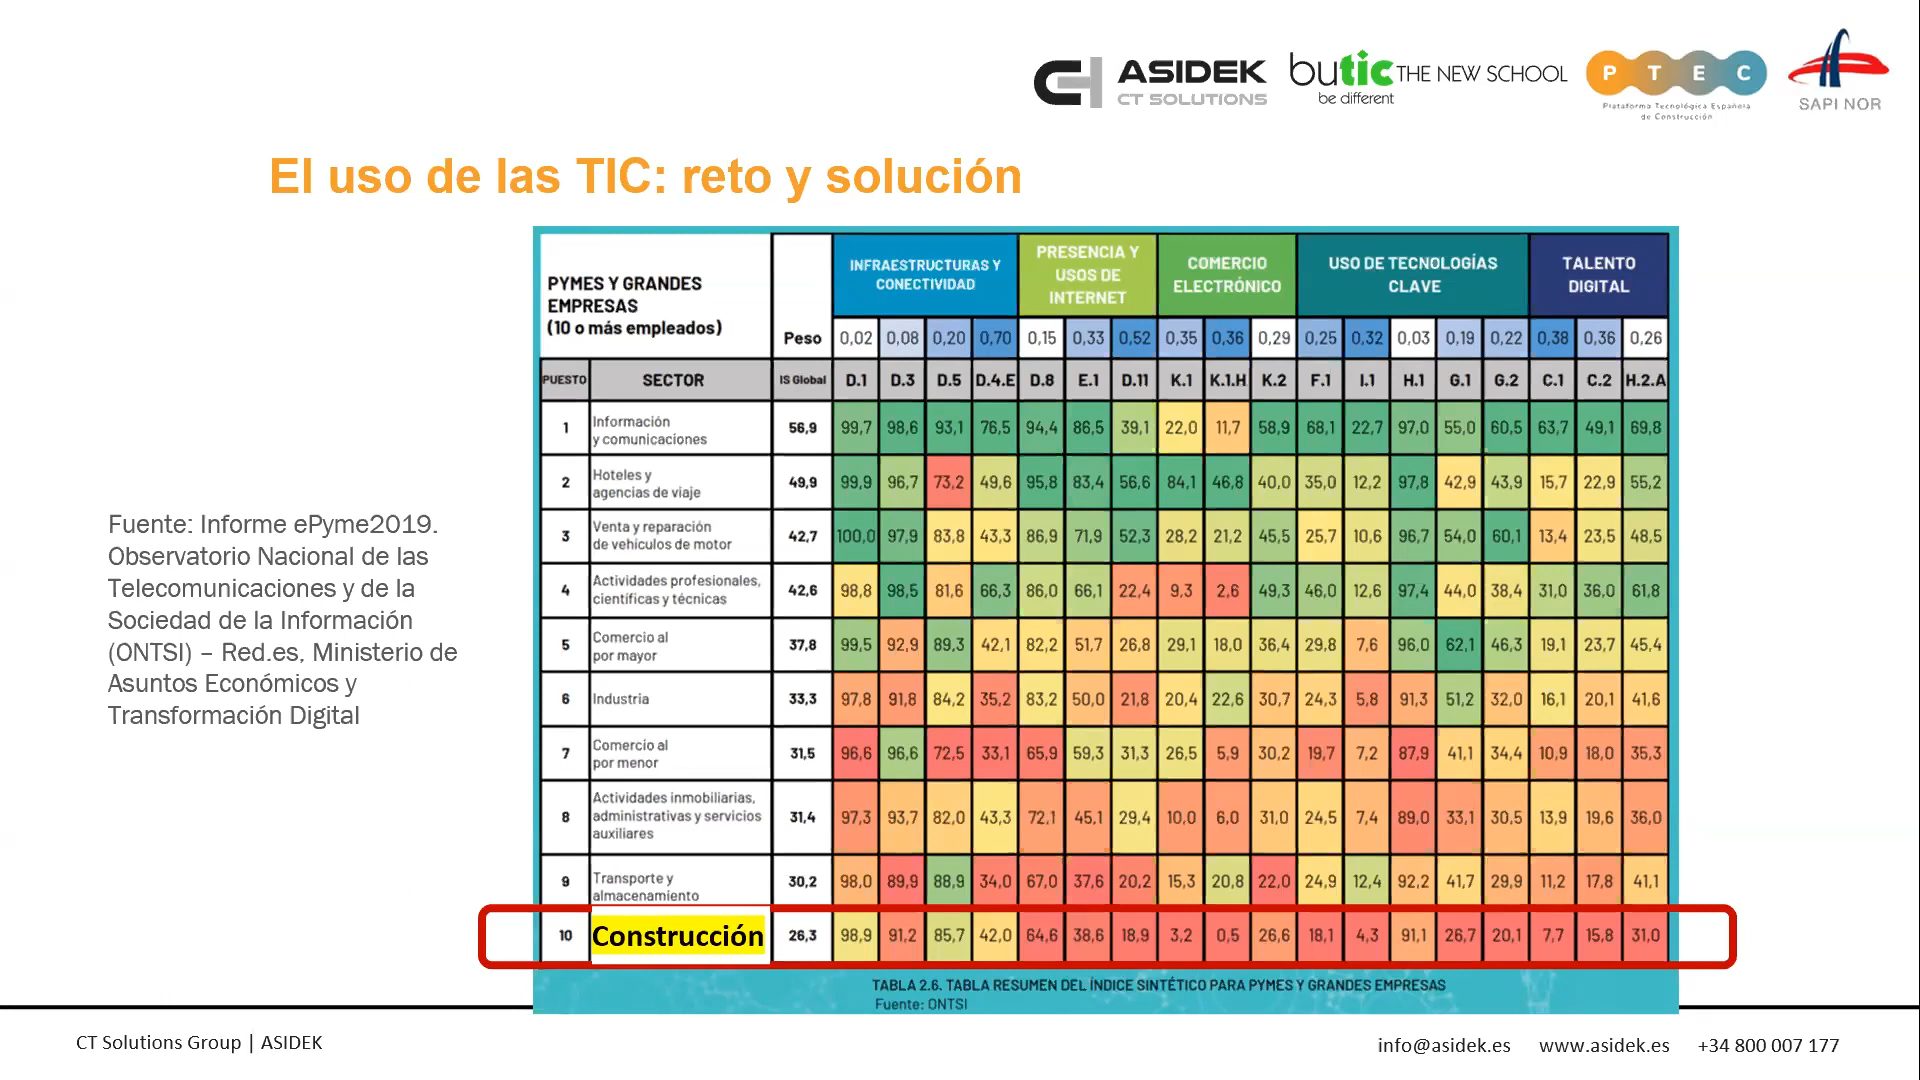 ASIDEK
CT SOLUTIONS
butic THE NEW SCHOOL
be different
P T E C
Plataforma Tecnológica Española
de Construcción
SAPI NOR
El uso de las TIC: reto y solución
Fuente: Informe ePyme2019.
Observatorio Nacional de las
Telecomunicaciones y de la
Sociedad de la Información
(ONTSI) – Red.es, Ministerio de
Asuntos Económicos y
Transformación Digital
PYMES Y GRANDES
EMPRESAS
(10 o más empleados)
INFRAESTRUCTURAS Y
CONECTIVIDAD
PRESENCIA Y
USOS DE
INTERNET
COMERCIO
ELECTRÓNICO
USO DE TECNOLOGÍAS
CLAVE
TALENTO
DIGITAL
Peso 0,02 0,08 0,20 0,70 0,15 0,33 0,52 0,35 0,36 0,29 0,25 0,32 0,03 0,19 0,22 0,38 0,36 0,26
PUESTO SECTOR IS Global D.1 D.3 D.5 D.4.E D.8 E.1 D.11 K.1 K.1.H K.2 F.1 I.1 H.1 G.1 G.2 C.1 C.2 H.2.A
1 Información
y comunicaciones
56,9 99,7 98,6 93,1 76,5 94,4 86,5 39,1 22,0 11,7 58,9 68,1 22,7 97,0 55,0 60,5 63,7 49,1 69,8
2 Hoteles y
agencias de viaje
49,9 99,9 96,7 73,2 49,6 95,8 83,4 56,6 84,1 46,8 40,0 35,0 12,2 97,8 42,9 43,9 15,7 22,9 55,2
3 Venta y reparación
de vehículos de motor
42,7 100,0 97,9 83,8 43,3 86,9 71,9 52,3 28,2 21,2 45,5 25,7 10,6 96,7 54,0 60,1 13,4 23,5 48,5
4 Actividades profesionales,
científicas y técnicas
42,6 98,8 98,5 81,6 66,3 86,0 66,1 22,4 9,3 2,6 49,3 46,0 12,6 97,4 44,0 38,4 31,0 36,0 61,8
5 Comercio al
por mayor
37,8 99,5 92,9 89,3 42,1 82,2 51,7 26,8 29,1 18,0 36,4 29,8 7,6 96,0 62,1 46,3 19,1 23,7 45,4
6 Industria 33,3 97,8 91,8 84,2 35,2 83,2 50,0 21,8 20,4 22,6 30,7 24,3 5,8 91,3 51,2 32,0 16,1 20,1 41,6
7 Comercio al
por menor
31,5 96,6 96,6 72,5 33,1 65,9 59,3 31,3 26,5 5,9 30,2 19,7 7,2 87,9 41,1 34,4 10,9 18,0 35,3
8 Actividades inmobiliarias,
administrativas y servicios
auxiliares
31,4 97,3 93,7 82,0 43,3 72,1 45,1 29,4 10,0 6,0 31,0 24,5 7,4 89,0 33,1 30,5 13,9 19,6 36,0
9 Transporte y
almacenamiento
30,2 98,0 89,9 88,9 34,0 67,0 37,6 20,2 15,3 20,8 22,0 24,9 12,4 92,2 41,7 29,9 11,2 17,8 41,1
10 Construcción 26,3 98,9 91,2 85,7 42,0 64,6 38,6 18,9 3,2 0,5 26,6 18,1 4,3 91,1 26,7 20,1 7,7 15,8 31,0
TABLA 2.6. TABLA RESUMEN DEL ÍNDICE SINTÉTICO PARA PYMES Y GRANDES EMPRESAS
Fuente: ONTSI
CT Solutions Group | ASIDEK
info@asidek.es www.asidek.es +34 800 007 177